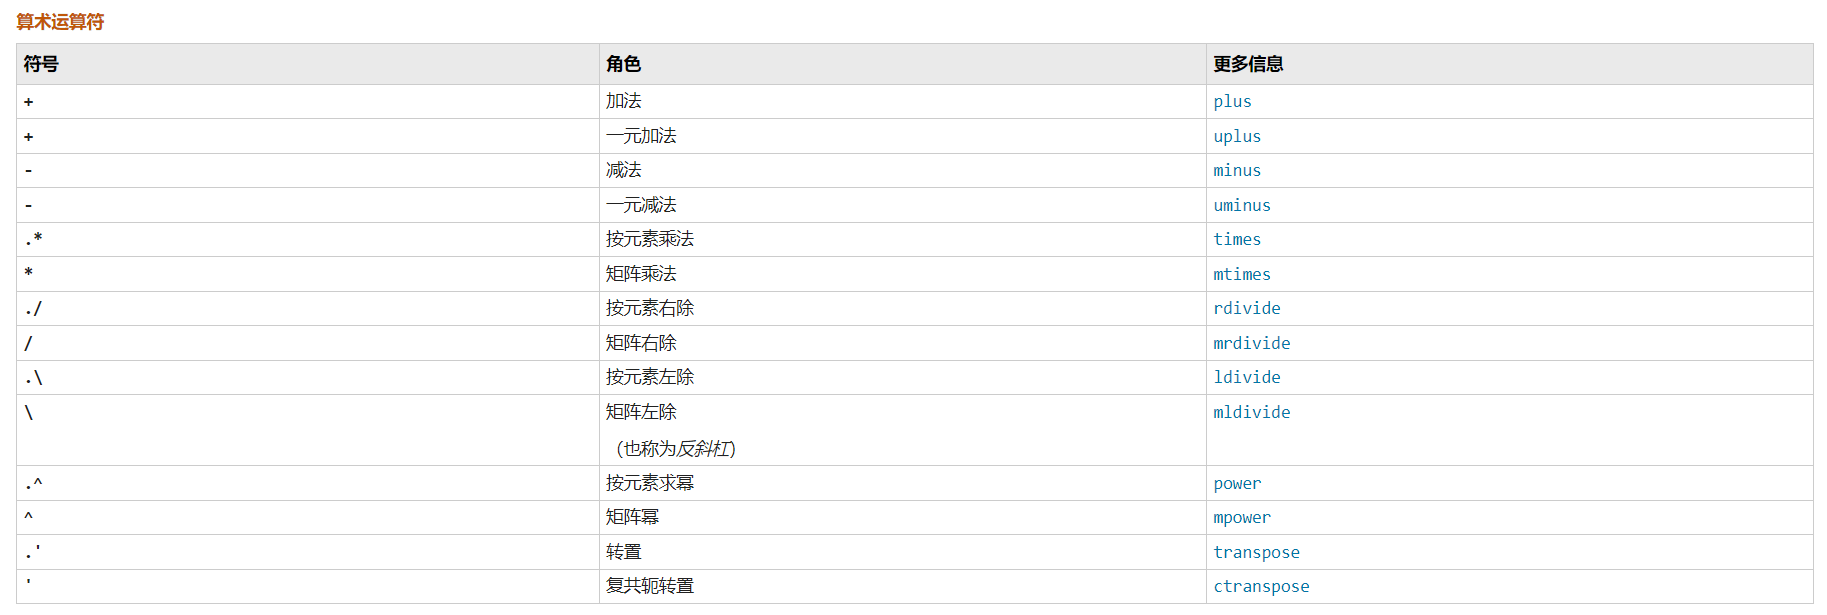 算术运算符
符号 角色 更多信息
+ 加法 plus
+ 一元加法 uplus
- 减法 minus
- 一元减法 uminus
.* 按元素乘法 times
* 矩阵乘法 mtimes
./ 按元素右除 rdivide
/ 矩阵右除 mrdivide
.\ 按元素左除 ldivide
\ 矩阵左除 mldivide
（也称为反斜杠）
.^ 按元素求幂 power
^ 矩阵幂 mpower
.' 转置 transpose
' 复共轭转置 ctranspose